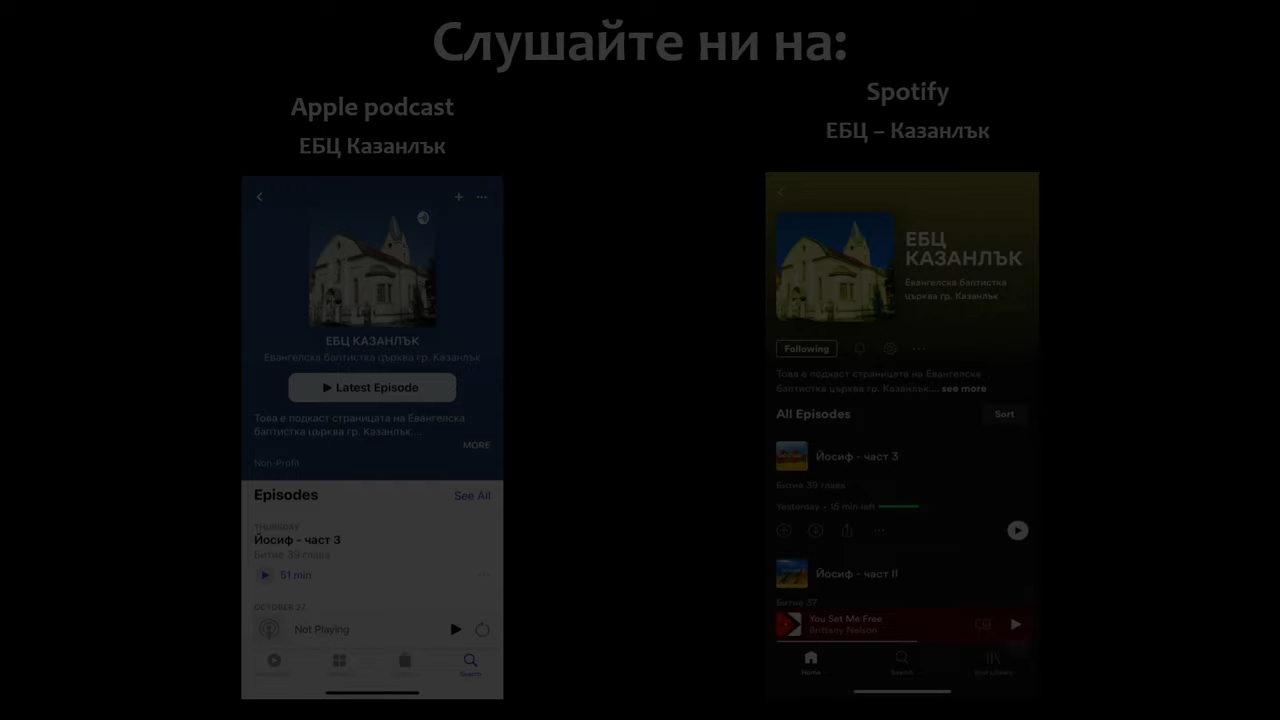 Слушайте ни на:
Apple podcast
ЕБЦ Казанлък
ЕБЦ КАЗАНЛЪК
Евангелска баптистка църква гр. Казанлък
Latest Episode
Това е подкаст страницата на Евангелска
баптистка църква гр. Казанлък....
MORE
Non-Profit
Episodes
See All
THURSDAY
Йосиф - част 3
Битие 39 глава
51 min
OCTOBER 27
Not Playing
Search
Spotify
ЕБЦ – Казанлък
ЕБЦ
КАЗАНЛЪК
Евангелска баптистка
църква гр. Казанлък
Following
Това е подкаст страницата на Евангелска
баптистка църква гр. Казанлък.... see more
All Episodes
Sort
Йосиф - част 3
Битие 39 глава
Yesterday • 15 min left
Йосиф - част II
Битие 37
You Set Me Free
Brittany Nelson
Home
Search
Your Library